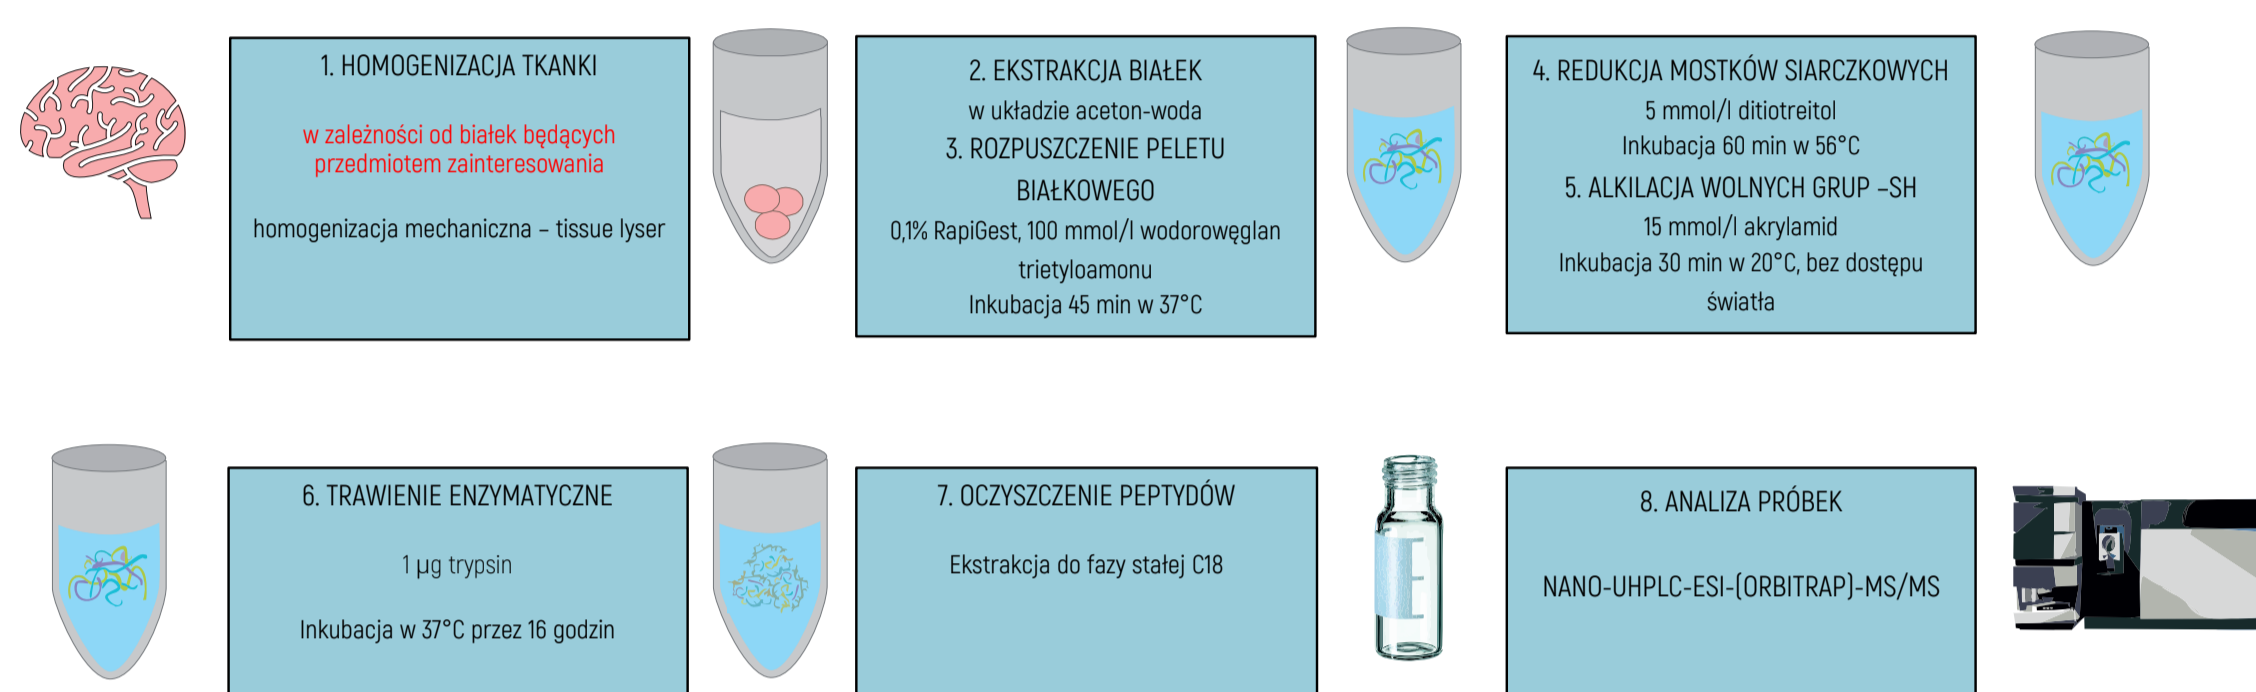 1. HOMOGENIZACJA TKANKI
w zależności od białek będących
przedmiotem zainteresowania
homogenizacja mechaniczna – tissue lyser
2. EKSTRAKCJA BIAŁEK
w układzie aceton-woda
3. ROZPUSZCZENIE PELETU
BIAŁKOWEGO
0,1% RapiGest, 100 mmol/l wodorowęglan
trietyloamonu
Inkubacja 45 min w 37°C
4. REDUKCJA MOSTKÓW SIARCZKOWYCH
5 mmol/l ditiotreitol
Inkubacja 60 min w 56°C
5. ALKILACJA WOLNYCH GRUP –SH
15 mmol/l akrylamid
Inkubacja 30 min w 20°C, bez dostępu
światła
6. TRAWIENIE ENZYMATYCZNE
1 µg trypsin
Inkubacja w 37°C przez 16 godzin
7. OCZYSZCZENIE PEPTYDÓW
Ekstrakcja do fazy stałej C18
8. ANALIZA PRÓBEK
NANO-UHPLC-ESI-(ORBITRAP)-MS/MS